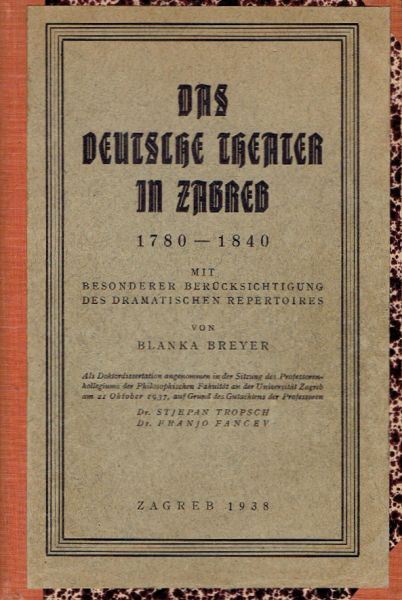 DAS
DEUTSCHE THEATER
IN ZAGREB
1780 — 1840
MIT
BESONDERER BERÜCKSICHTIGUNG
DES DRAMATISCHEN REPERTOIRES
VON
BLANKA BREYER
Als Doktordissertation angenommen in der Sitzung des Professoren-
kollegiums der Philosophischen Fakultät an der Universität Zagreb
am 21 Oktober 1937, auf Grund des Gutachtens der Professoren
Dr. STJEPAN TROPSCH
Dr. FRANJO FANCEV
ZAGREB 1938